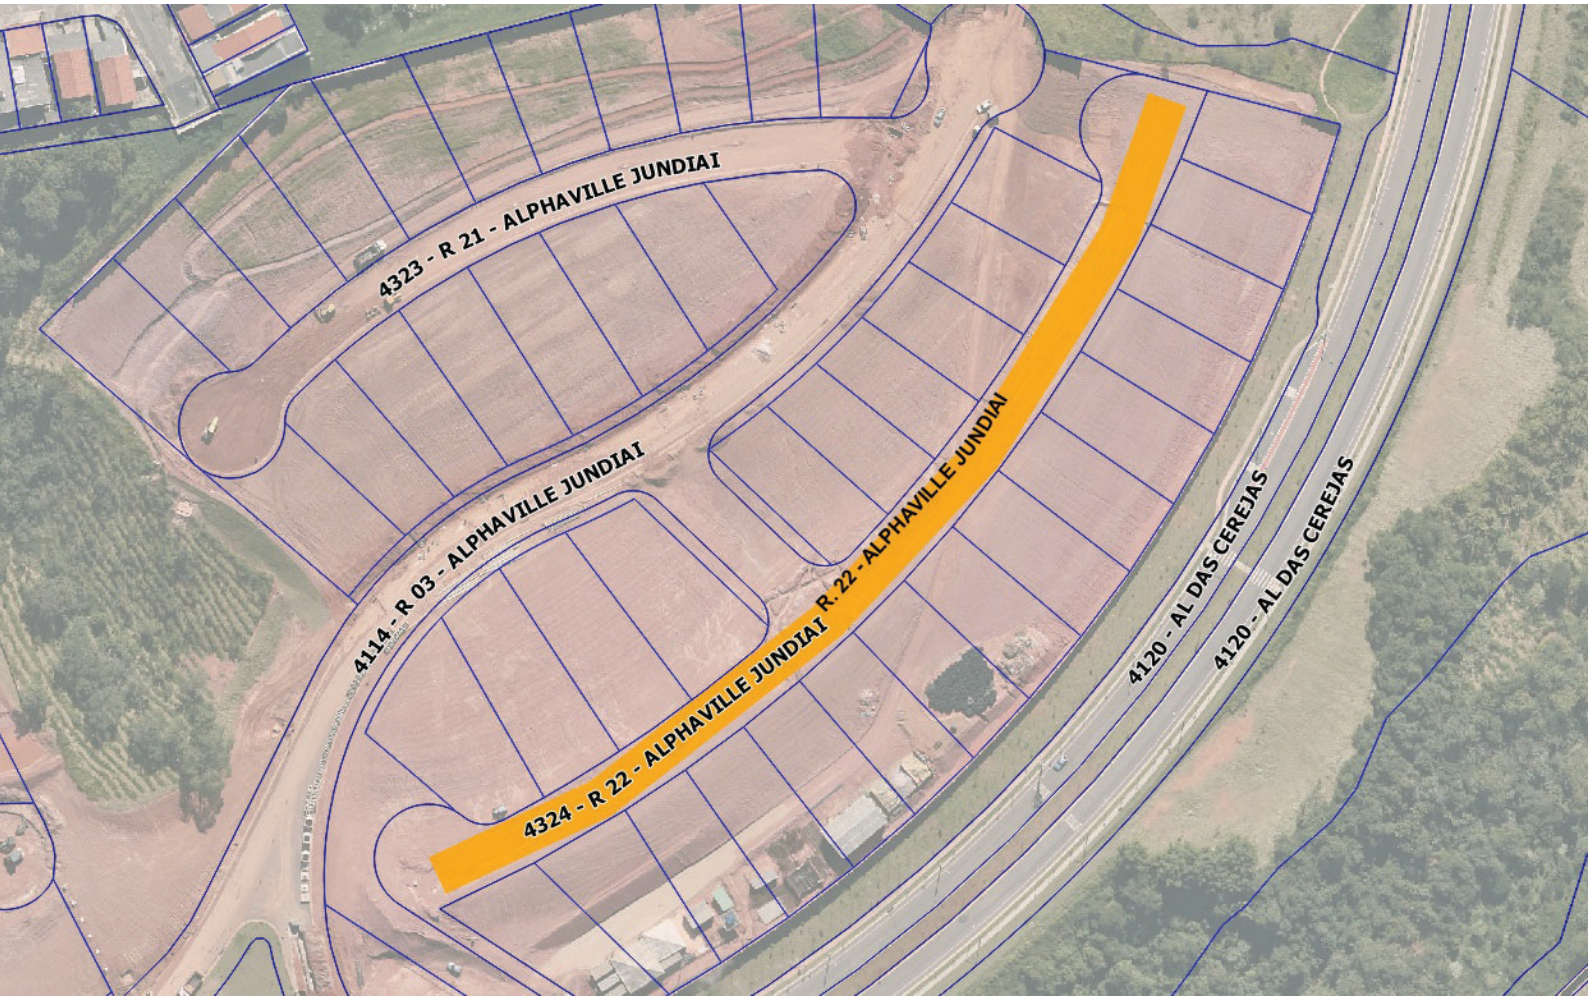 4323 - R 21 - ALPHAVILLE JUNDIAI
4114 - R 03 - ALPHAVILLE JUNDIAI
R. 22 - ALPHAVILLE JUNDIAI
4324 - R 22 - ALPHAVILLE JUNDIAI
4120 - AL DAS CEREJAS
4120 - AL DAS CEREJAS